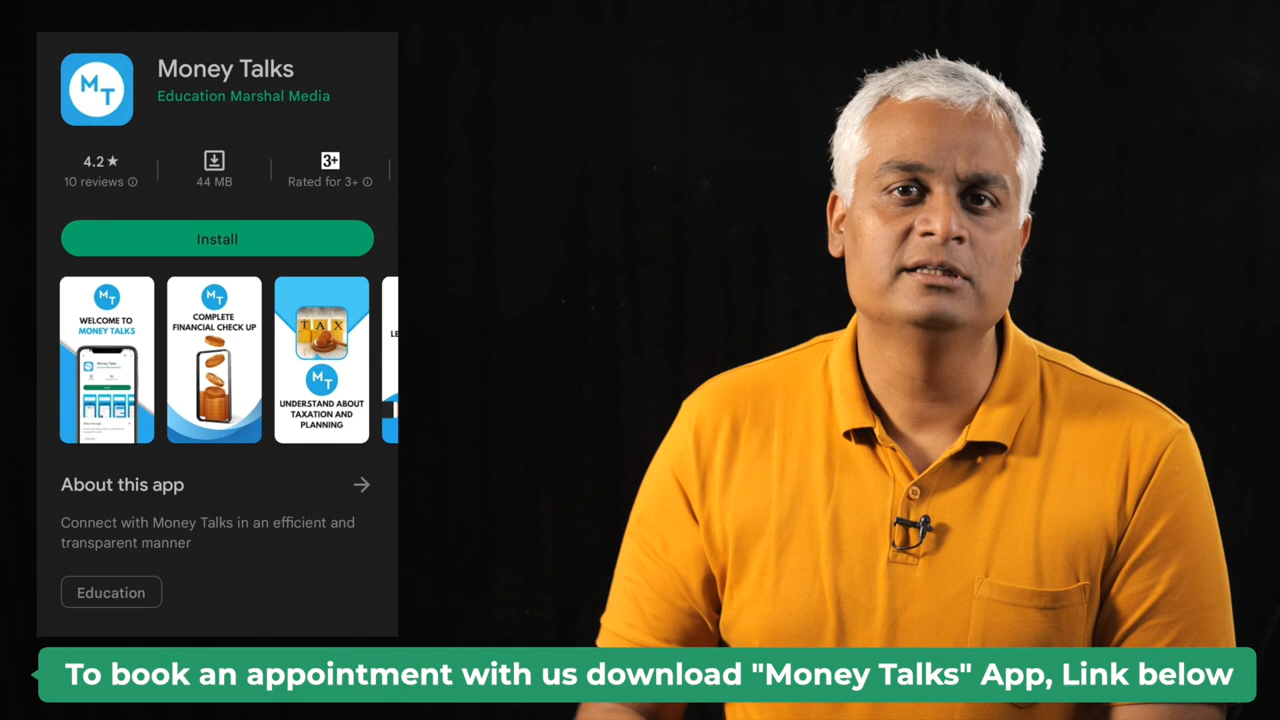 MT
Money Talks
Education Marshal Media
4.2★
10 reviews
44 MB
3+
Rated for 3+
Install
MT
WELCOME TO
MONEY TALKS
MT
COMPLETE
FINANCIAL CHECK UP
TAX
MT
UNDERSTAND ABOUT
TAXATION AND
PLANNING
LE
About this app
Connect with Money Talks in an efficient and
transparent manner
Education
To book an appointment with us download "Money Talks" App, Link below